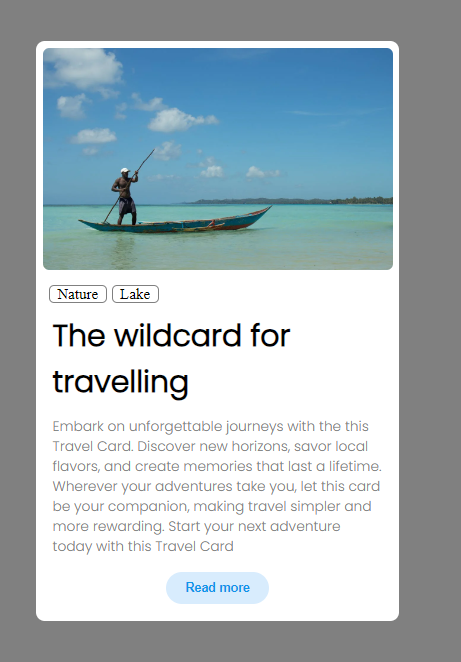 Nature Lake
The wildcard for
travelling
Embark on unforgettable journeys with the this
Travel Card. Discover new horizons, savor local
flavors, and create memories that last a lifetime.
Wherever your adventures take you, let this card
be your companion, making travel simpler and
more rewarding. Start your next adventure
today with this Travel Card
Read more